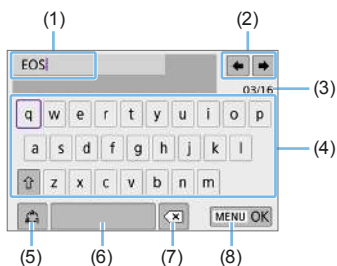 (1) (2)
EOS
03/16 (3)
q w e r t y u i o p
a s d f g h j k l (4)
z x c v b n m
MENU OK
(5) (6) (7) (8)